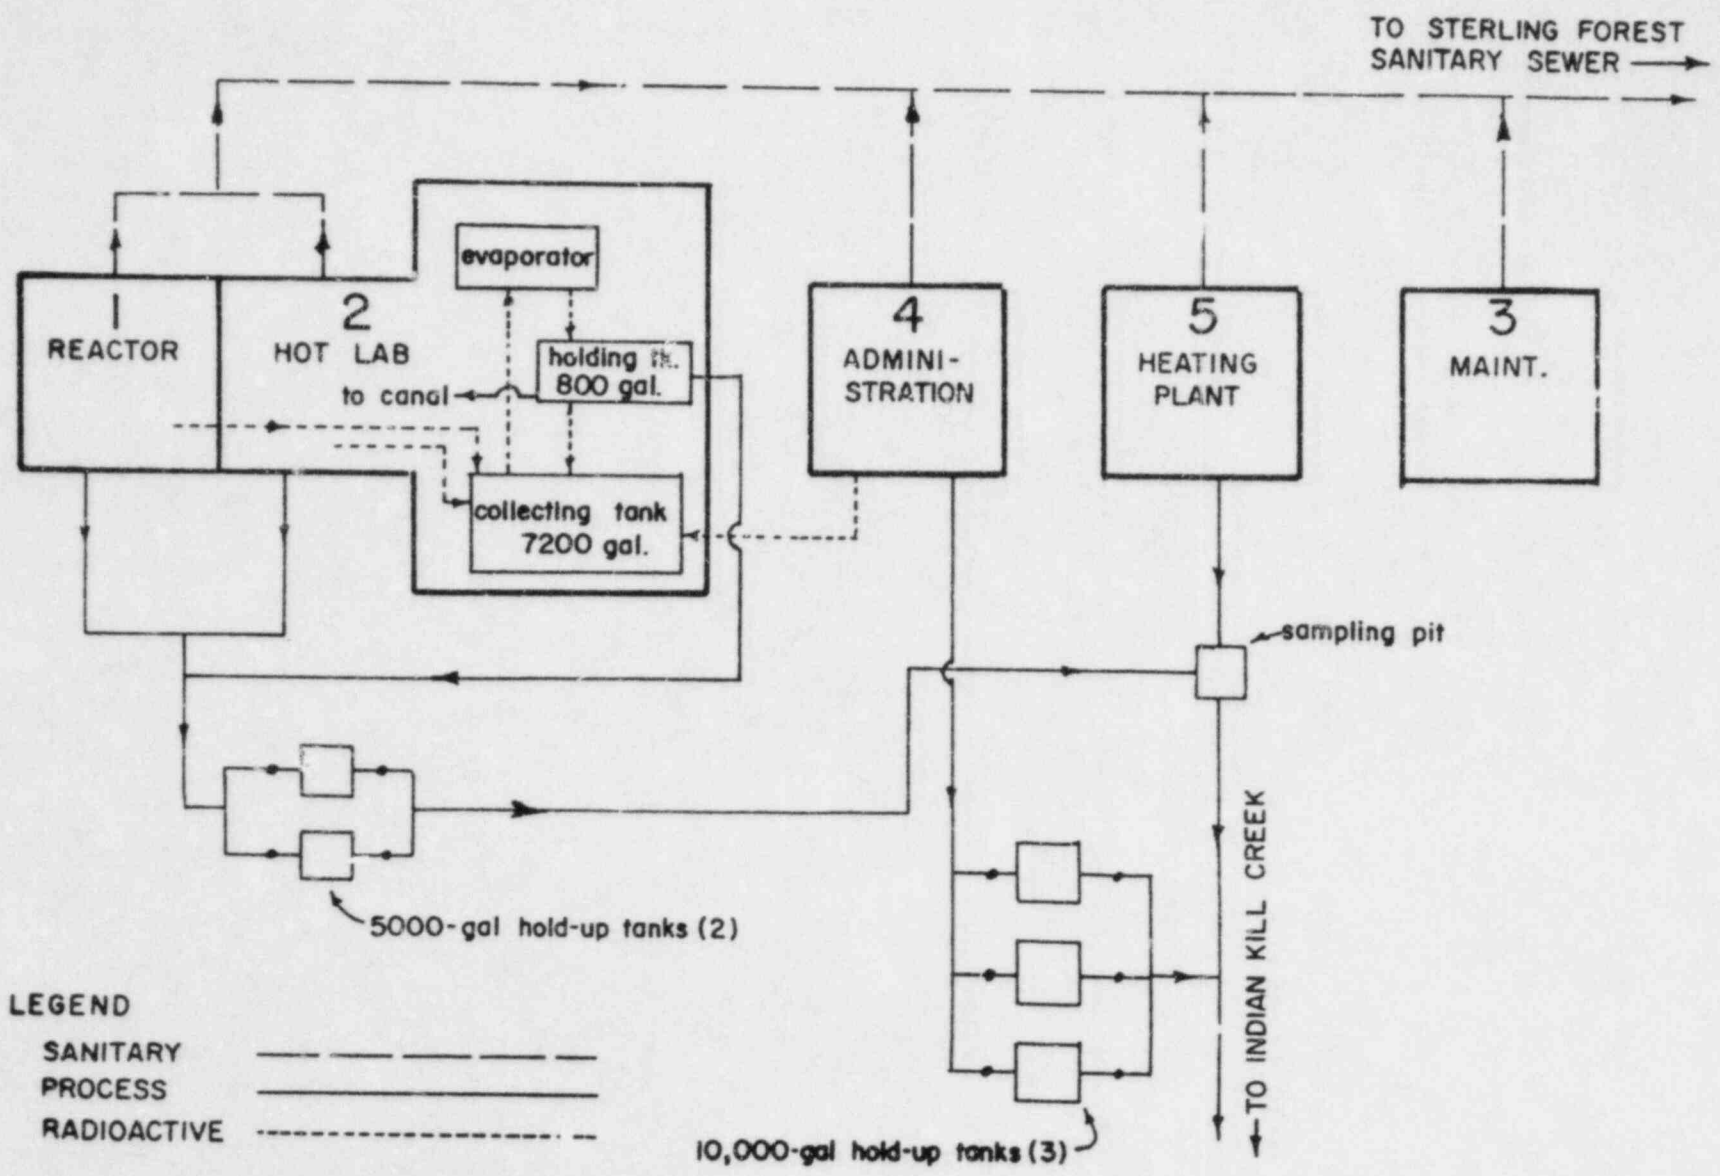 TO STERLING FOREST
SANITARY SEWER
1
REACTOR
2
HOT LAB
evaporator
holding tk.
800 gal.
to canal
collecting tank
7200 gal.
4
ADMINI-
STRATION
5
HEATING
PLANT
3
MAINT.
sampling pit
5000-gal hold-up tanks (2)
TO INDIAN KILL CREEK
10,000-gal hold-up tanks (3)
LEGEND
SANITARY
PROCESS
RADIOACTIVE